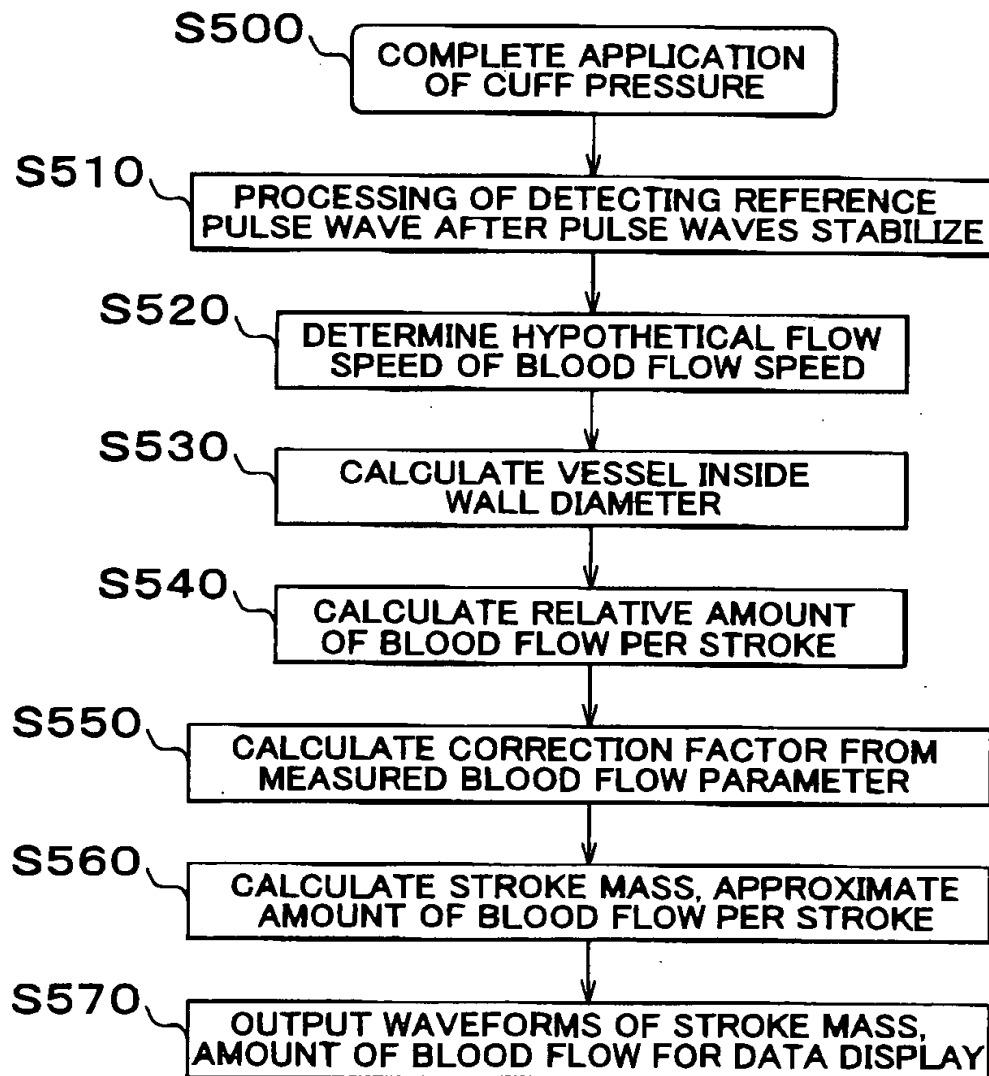 S500
COMPLETE APPLICATION
OF CUFF PRESSURE
S510
PROCESSING OF DETECTING REFERENCE
PULSE WAVE AFTER PULSE WAVES STABILIZE
S520
DETERMINE HYPOTHETICAL FLOW
SPEED OF BLOOD FLOW SPEED
S530
CALCULATE VESSEL INSIDE
WALL DIAMETER
S540
CALCULATE RELATIVE AMOUNT
OF BLOOD FLOW PER STROKE
S550
CALCULATE CORRECTION FACTOR FROM
MEASURED BLOOD FLOW PARAMETER
S560
CALCULATE STROKE MASS, APPROXIMATE
AMOUNT OF BLOOD FLOW PER STROKE
S570
OUTPUT WAVEFORMS OF STROKE MASS,
AMOUNT OF BLOOD FLOW FOR DATA DISPLAY